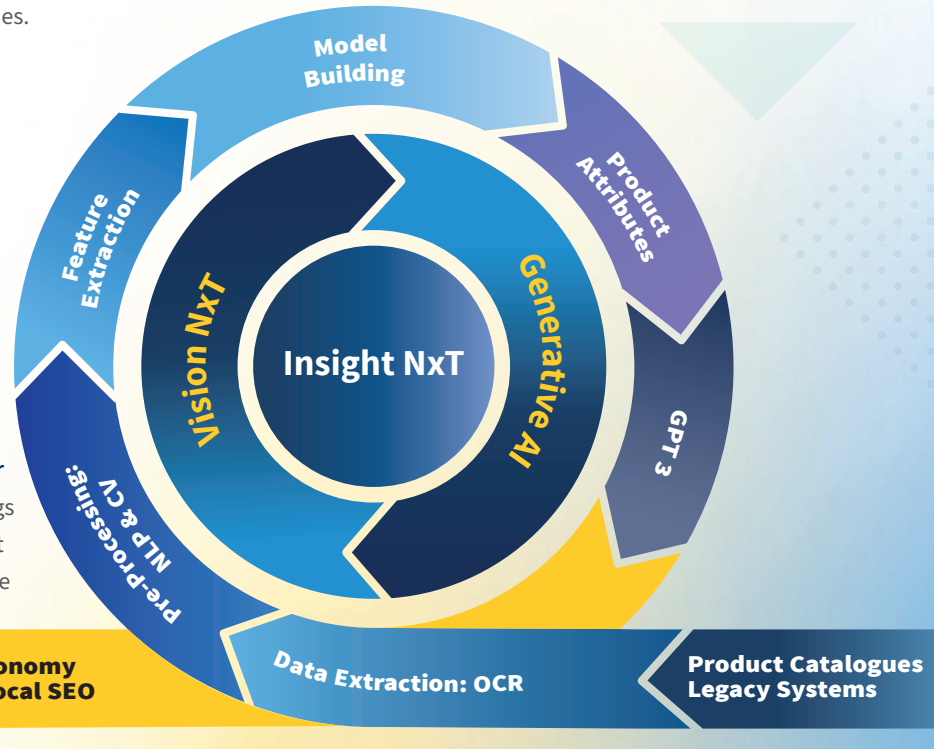 es.
Model
Building
Product
Attributes
Feature
Extraction
Vision NxT
Generative AI
Insight NxT
GPT 3
Pre-Processing:
NLP & CV
gs
t
e
Data Extraction: OCR
Product Catalogues
Legacy Systems
onomy
ocal SEO